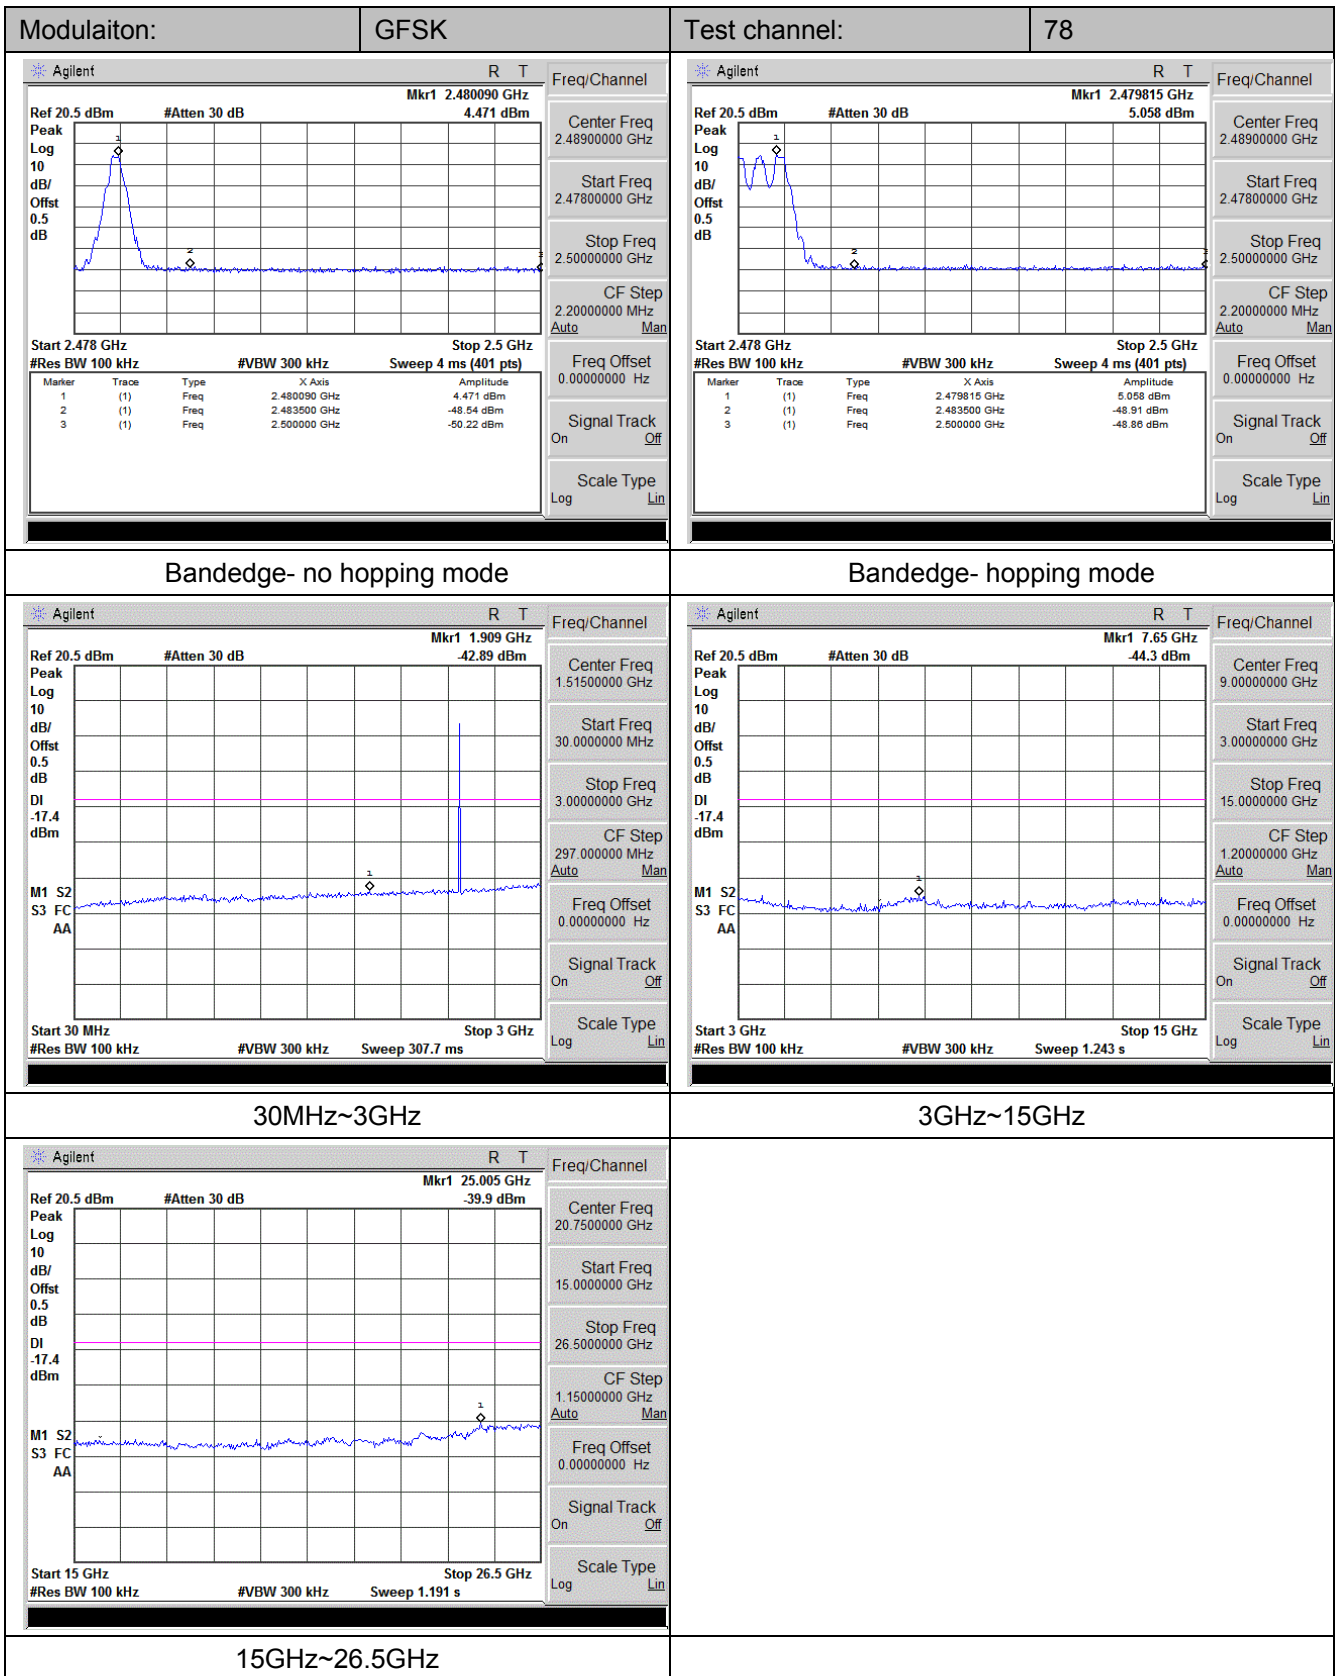 Modulaiton: GFSK Test channel: 78
Agilent R T
Mkr1 2.480090 GHz
Ref 20.5 dBm #Atten 30 dB 4.471 dBm
Peak
Log
10
dB/
Offst
0.5
dB
1
2
Start 2.478 GHz Stop 2.5 GHz
#Res BW 100 kHz #VBW 300 kHz Sweep 4 ms (401 pts)
Marker Trace Type X Axis Amplitude
1 (1) Freq 2.480090 GHz 4.471 dBm
2 (1) Freq 2.483500 GHz -48.54 dBm
3 (1) Freq 2.500000 GHz -50.22 dBm
Freq/Channel
Center Freq
2.48900000 GHz
Start Freq
2.47800000 GHz
Stop Freq
2.50000000 GHz
CF Step
2.20000000 MHz
Auto Man
Freq Offset
0.00000000 Hz
Signal Track
On Off
Scale Type
Log Lin
Agilent R T
Mkr1 2.479815 GHz
Ref 20.5 dBm #Atten 30 dB 5.058 dBm
Peak
Log
10
dB/
Offst
0.5
dB
1
2
Start 2.478 GHz Stop 2.5 GHz
#Res BW 100 kHz #VBW 300 kHz Sweep 4 ms (401 pts)
Marker Trace Type X Axis Amplitude
1 (1) Freq 2.479815 GHz 5.058 dBm
2 (1) Freq 2.483500 GHz -48.91 dBm
3 (1) Freq 2.500000 GHz -48.86 dBm
Freq/Channel
Center Freq
2.48900000 GHz
Start Freq
2.47800000 GHz
Stop Freq
2.50000000 GHz
CF Step
2.20000000 MHz
Auto Man
Freq Offset
0.00000000 Hz
Signal Track
On Off
Scale Type
Log Lin
Bandedge- no hopping mode Bandedge- hopping mode
Agilent R T
Mkr1 1.909 GHz
Ref 20.5 dBm #Atten 30 dB -42.89 dBm
Peak
Log
10
dB/
Offst
0.5
dB
DI
-17.4
dBm
1
M1 S2
S3 FC
AA
Start 30 MHz Stop 3 GHz
#Res BW 100 kHz #VBW 300 kHz Sweep 307.7 ms
Freq/Channel
Center Freq
1.51500000 GHz
Start Freq
30.0000000 MHz
Stop Freq
3.00000000 GHz
CF Step
297.000000 MHz
Auto Man
Freq Offset
0.00000000 Hz
Signal Track
On Off
Scale Type
Log Lin
Agilent R T
Mkr1 7.65 GHz
Ref 20.5 dBm #Atten 30 dB -44.3 dBm
Peak
Log
10
dB/
Offst
0.5
dB
DI
-17.4
dBm
1
M1 S2
S3 FC
AA
Start 3 GHz Stop 15 GHz
#Res BW 100 kHz #VBW 300 kHz Sweep 1.243 s
Freq/Channel
Center Freq
9.00000000 GHz
Start Freq
3.00000000 GHz
Stop Freq
15.0000000 GHz
CF Step
1.20000000 GHz
Auto Man
Freq Offset
0.00000000 Hz
Signal Track
On Off
Scale Type
Log Lin
30MHz~3GHz 3GHz~15GHz
Agilent R T
Mkr1 25.005 GHz
Ref 20.5 dBm #Atten 30 dB -39.9 dBm
Peak
Log
10
dB/
Offst
0.5
dB
DI
-17.4
dBm
1
M1 S2
S3 FC
AA
Start 15 GHz Stop 26.5 GHz
#Res BW 100 kHz #VBW 300 kHz Sweep 1.191 s
Freq/Channel
Center Freq
20.7500000 GHz
Start Freq
15.0000000 GHz
Stop Freq
26.5000000 GHz
CF Step
1.15000000 GHz
Auto Man
Freq Offset
0.00000000 Hz
Signal Track
On Off
Scale Type
Log Lin
15GHz~26.5GHz